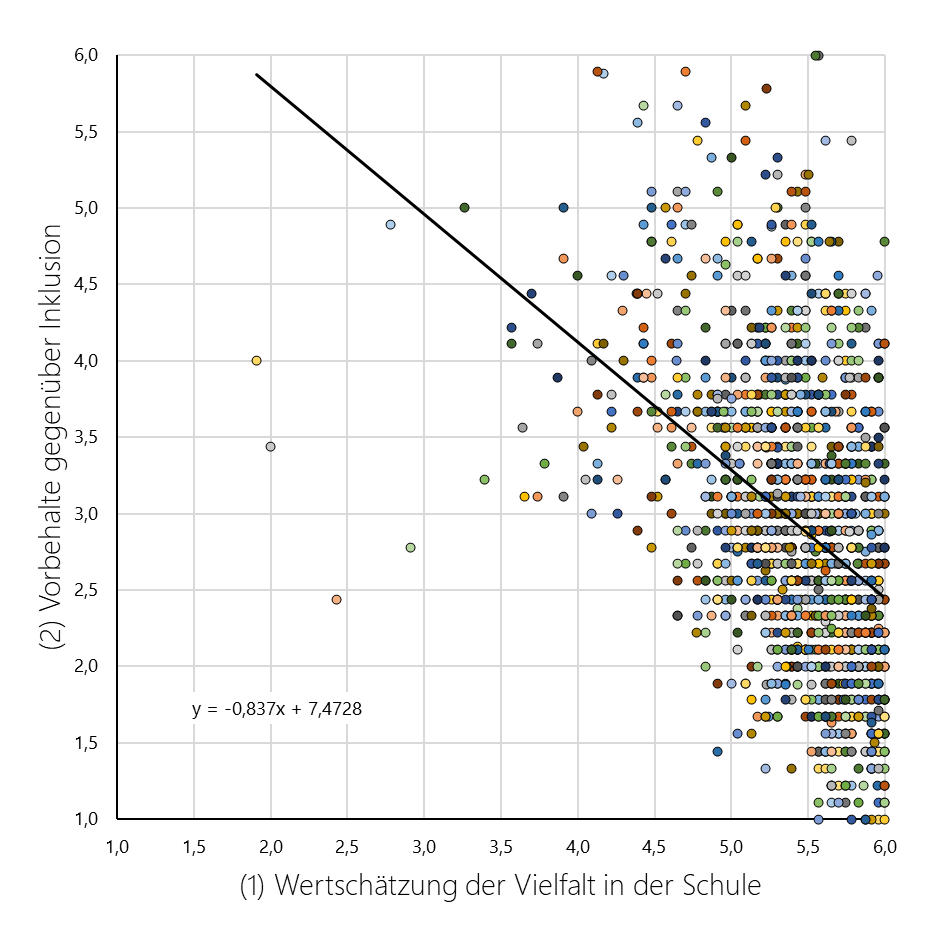 6,0
5,5
5,0
4,5
4,0
3,5
3,0
2,5
2,0
1,5
1,0
(2) Vorbehalte gegenüber Inklusion
y = -0,837x + 7,4728
1,0 1,5 2,0 2,5 3,0 3,5 4,0 4,5 5,0 5,5 6,0
(1) Wertschätzung der Vielfalt in der Schule